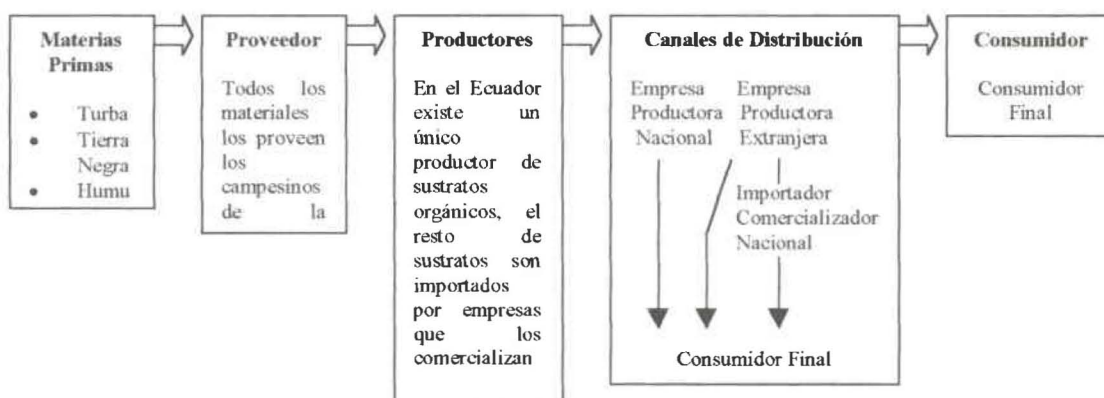 Materias
Primas
• Turba
• Tierra
Negra
• Humu
Proveedor
Todos los
materiales
los proveen
los
campesinos
de la
Productores
En el Ecuador
existe un
único
productor de
sustratos
orgánicos, el
resto de
sustratos son
importados
por empresas
que los
comercializan
Canales de Distribución
Empresa
Productora
Nacional
Empresa
Productora
Extranjera
Importador
Comercializador
Nacional
Consumidor Final
Consumidor
Consumidor
Final